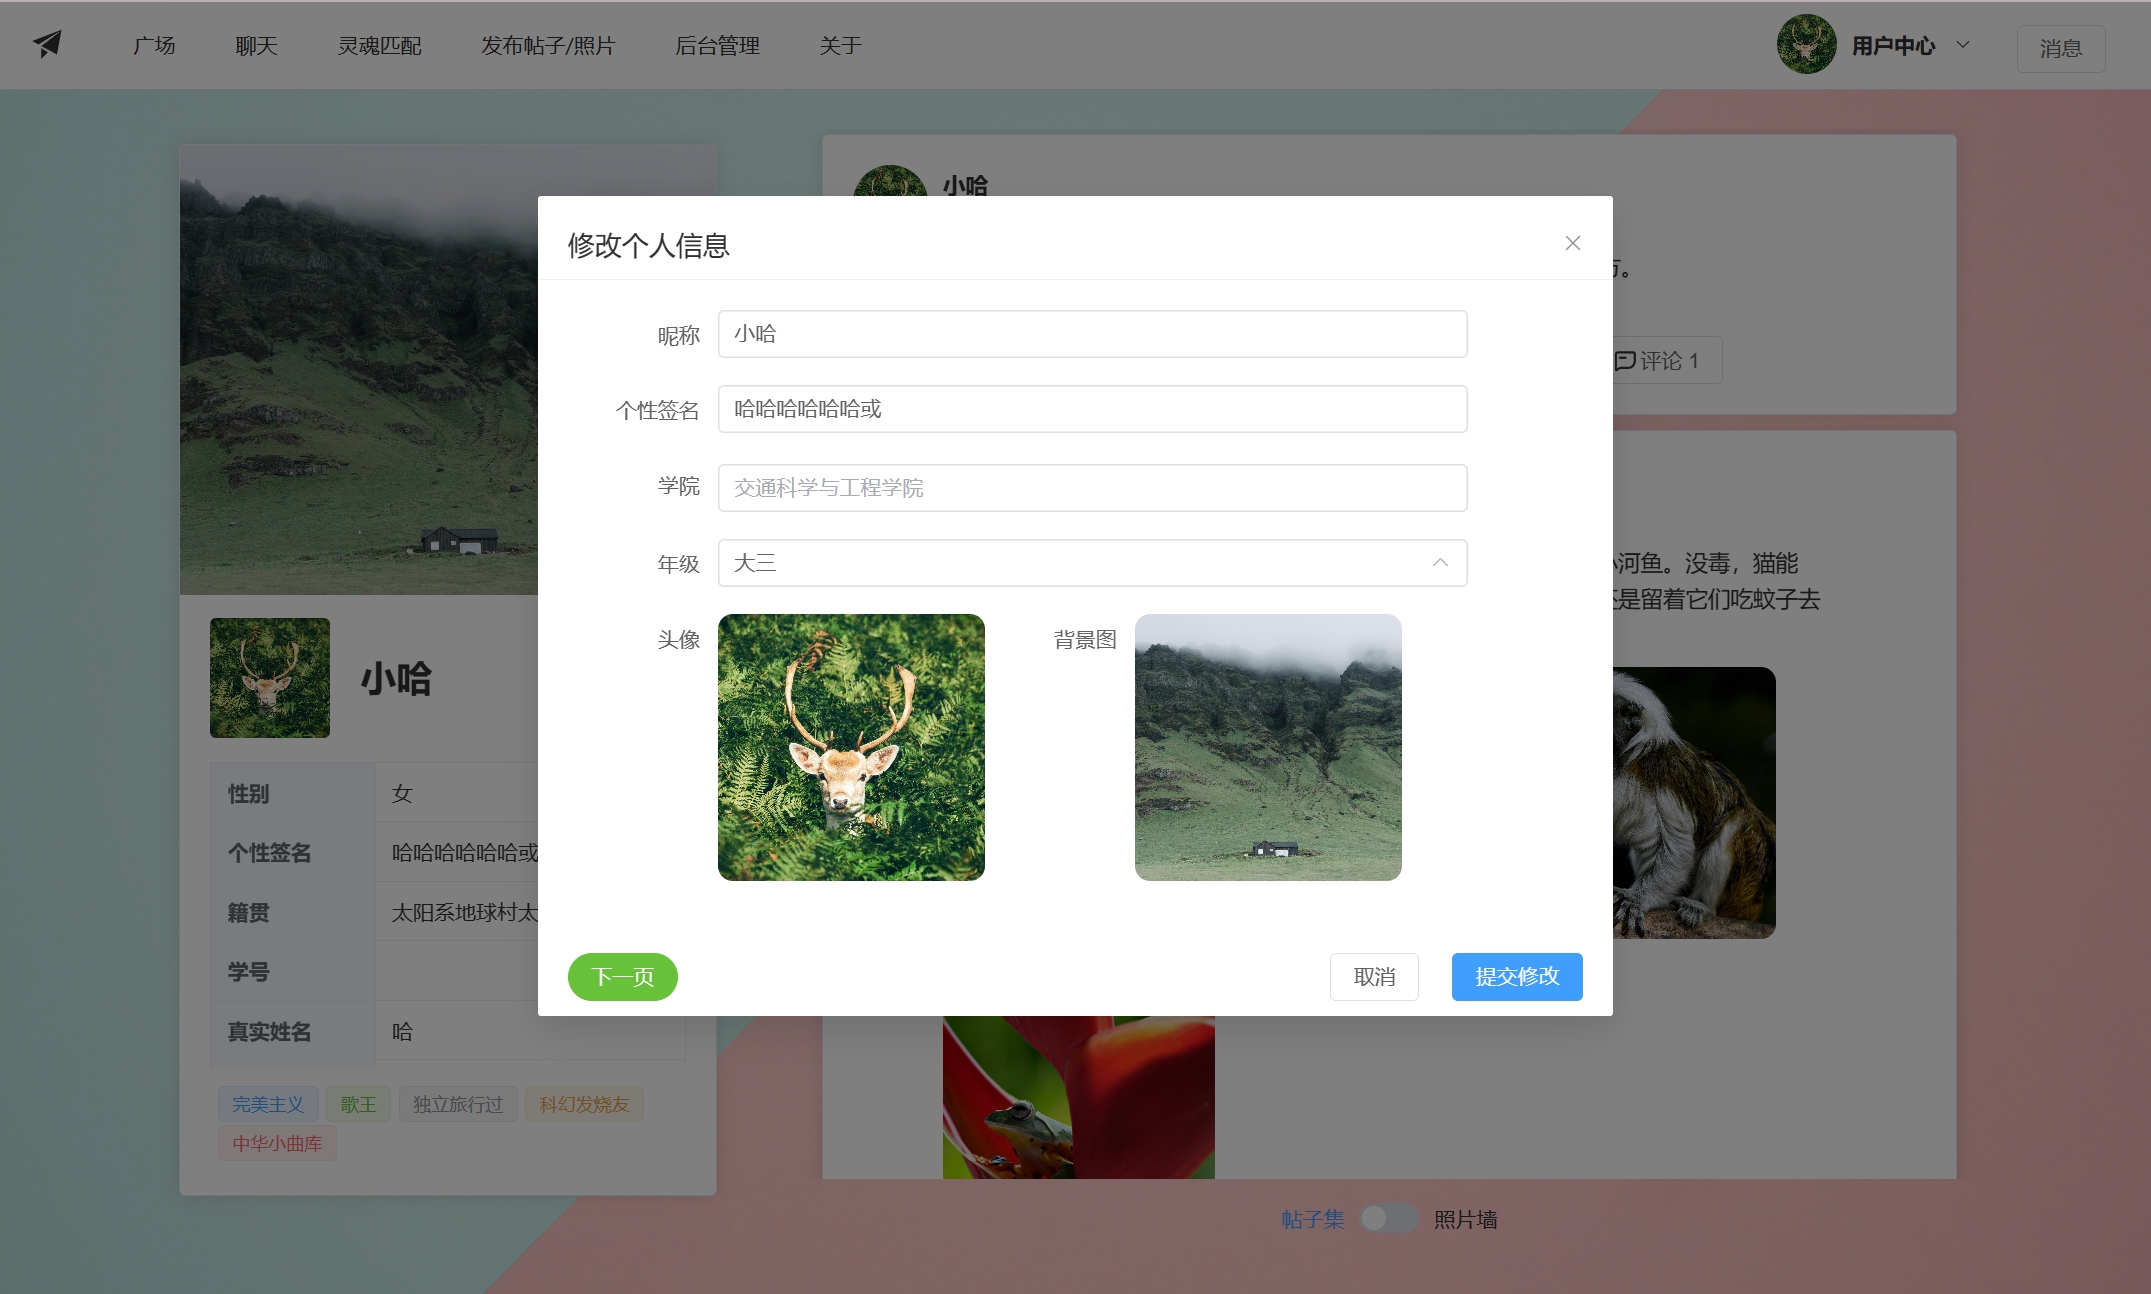 广场
聊天
灵魂匹配
发布帖子/照片
后台管理
关于
用户中心
消息
小哈
修改个人信息
昵称
小哈
个性签名
哈哈哈哈哈哈或
学院
交通科学与工程学院
年级
大三
头像
背景图
下一页
取消
提交修改
小哈
性别
女
个性签名
哈哈哈哈哈哈或
籍贯
太阳系地球村太
学号
真实姓名
哈
完美主义
歌王
独立旅行过
科幻发烧友
中华小曲库
评论 1
河鱼。没毒，猫能
是留着它们吃蚊子去
帖子集
照片墙